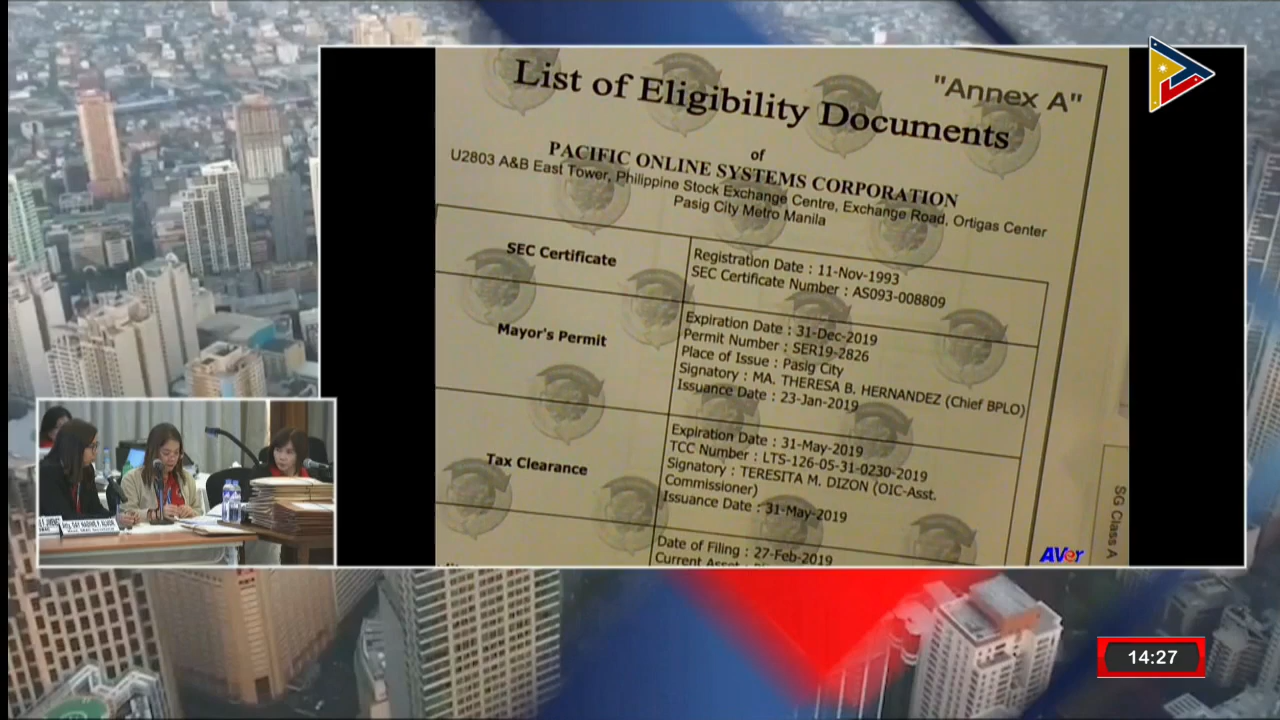 "Annex A"
List of Eligibility Documents
of
PACIFIC ONLINE SYSTEMS CORPORATION
U2803 A&B East Tower, Philippine Stock Exchange Centre, Exchange Road, Ortigas Center
Pasig City Metro Manila
SEC Certificate
Registration Date : 11-Nov-1993
SEC Certificate Number : AS093-008809
Mayor's Permit
Expiration Date : 31-Dec-2019
Permit Number : SER19-2826
Place of Issue : Pasig City
Signatory : MA. THERESA B. HERNANDEZ (Chief BPLO)
Issuance Date : 23-Jan-2019
Tax Clearance
Expiration Date : 31-May-2019
TCC Number : LTS-126-05-31-0230-2019
Signatory : TERESITA M. DIZON (OIC-Asst.
Commissioner)
Issuance Date : 31-May-2019
Date of Filing : 27-Feb-2019
Current Asset :
SG Class A
AVer
14:27